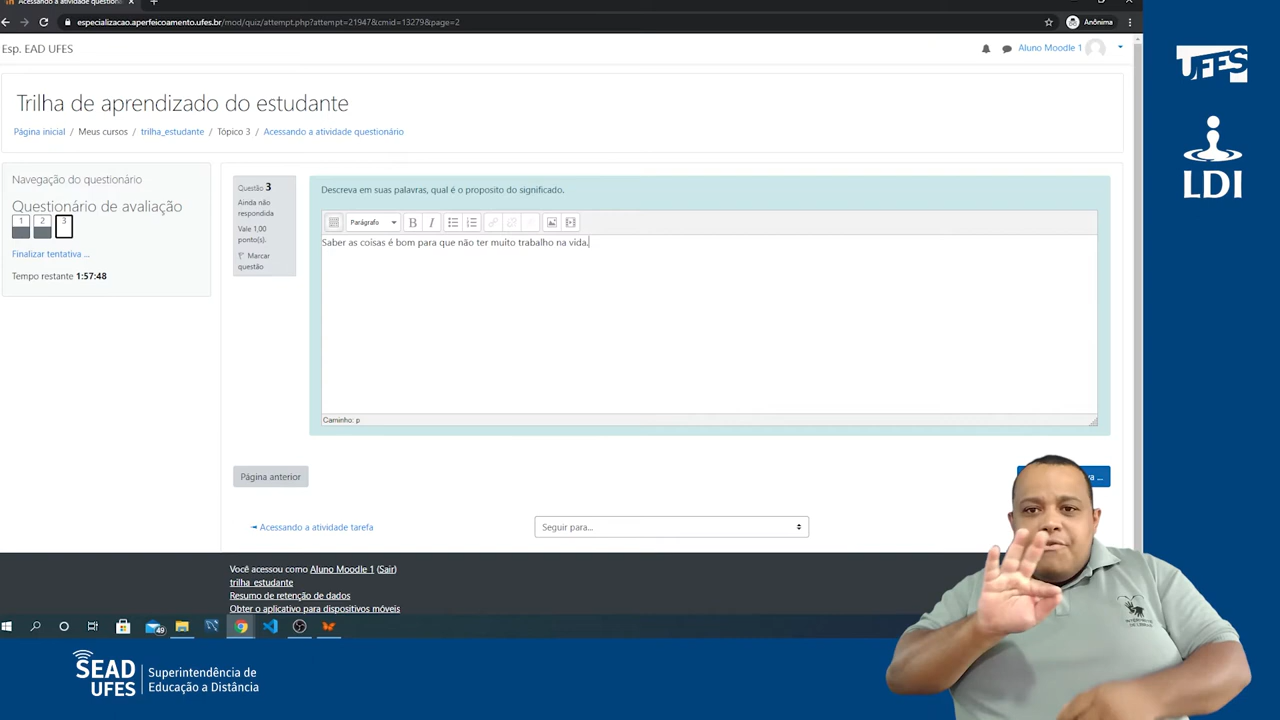 Acessando a atividade questioná
especializacao.aperfeicoamento.ufes.br/mod/quiz/attempt.php?attempt=21947&cmid=13279&page=2
Anônima
Esp. EAD UFES
Aluno Moodle 1
UFES
LDI
Trilha de aprendizado do estudante
Página inicial / Meus cursos / trilha_estudante / Tópico 3 / Acessando a atividade questionário
Navegação do questionário
Questionário de avaliação
1 2 3
Finalizar tentativa ...
Tempo restante 1:57:48
Questão 3
Ainda não
respondida
Vale 1,00
ponto(s).
Marcar
questão
Descreva em suas palavras, qual é o proposito do significado.
Parágrafo
B I
Saber as coisas é bom para que não ter muito trabalho na vida.
Caminho: p
Página anterior
...
◄ Acessando a atividade tarefa
Seguir para...
Você acessou como Aluno Moodle 1 (Sair)
trilha_estudante
Resumo de retenção de dados
Obter o aplicativo para dispositivos móveis
49
SEAD
UFES
Superintendência de
Educação a Distância